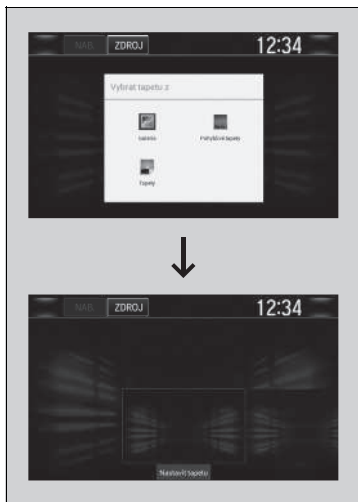 NAB. ZDROJ 12:34
Vybrat tapetu z
Galerie Pohyblivé tapety
Tapety
NAB. ZDROJ 12:34
Nastavit tapetu